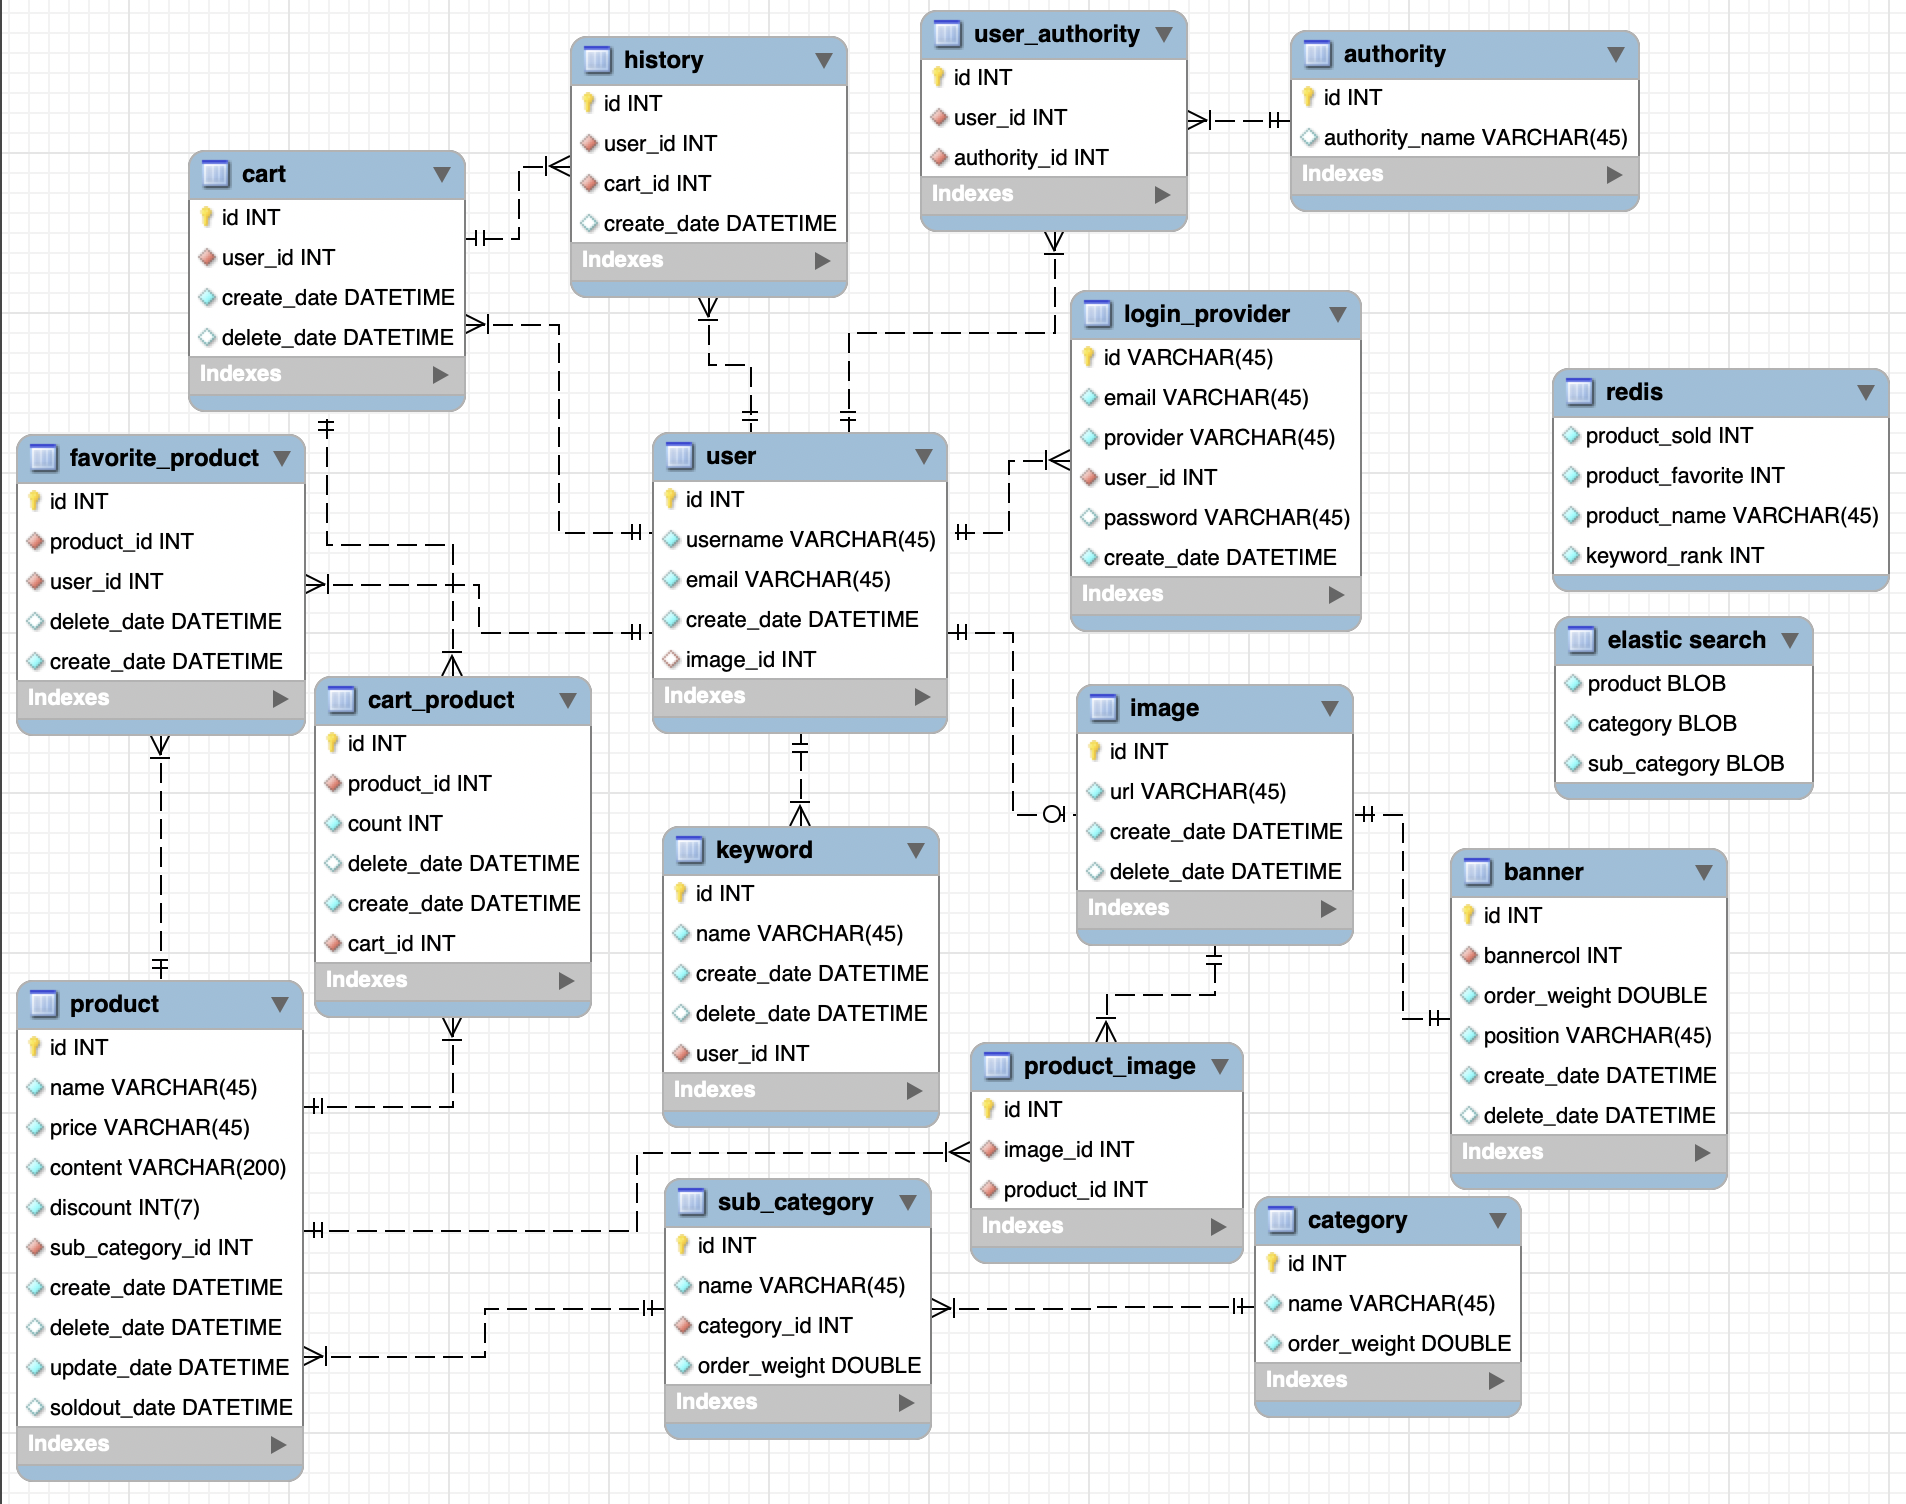 history
id INT
user_id INT
cart_id INT
create_date DATETIME
Indexes
user_authority
id INT
user_id INT
authority_id INT
Indexes
authority
id INT
authority_name VARCHAR(45)
Indexes
cart
id INT
user_id INT
create_date DATETIME
delete_date DATETIME
Indexes
login_provider
id VARCHAR(45)
email VARCHAR(45)
provider VARCHAR(45)
user_id INT
password VARCHAR(45)
create_date DATETIME
Indexes
redis
product_sold INT
product_favorite INT
product_name VARCHAR(45)
keyword_rank INT
favorite_product
id INT
product_id INT
user_id INT
delete_date DATETIME
create_date DATETIME
Indexes
user
id INT
username VARCHAR(45)
email VARCHAR(45)
create_date DATETIME
image_id INT
Indexes
elastic search
product BLOB
category BLOB
sub_category BLOB
cart_product
id INT
product_id INT
count INT
delete_date DATETIME
create_date DATETIME
cart_id INT
Indexes
image
id INT
url VARCHAR(45)
create_date DATETIME
delete_date DATETIME
Indexes
keyword
id INT
name VARCHAR(45)
create_date DATETIME
delete_date DATETIME
user_id INT
Indexes
banner
id INT
bannercol INT
order_weight DOUBLE
position VARCHAR(45)
create_date DATETIME
delete_date DATETIME
Indexes
product
id INT
name VARCHAR(45)
price VARCHAR(45)
content VARCHAR(200)
discount INT(7)
sub_category_id INT
create_date DATETIME
delete_date DATETIME
update_date DATETIME
soldout_date DATETIME
Indexes
product_image
id INT
image_id INT
product_id INT
Indexes
sub_category
id INT
name VARCHAR(45)
category_id INT
order_weight DOUBLE
Indexes
category
id INT
name VARCHAR(45)
order_weight DOUBLE
Indexes